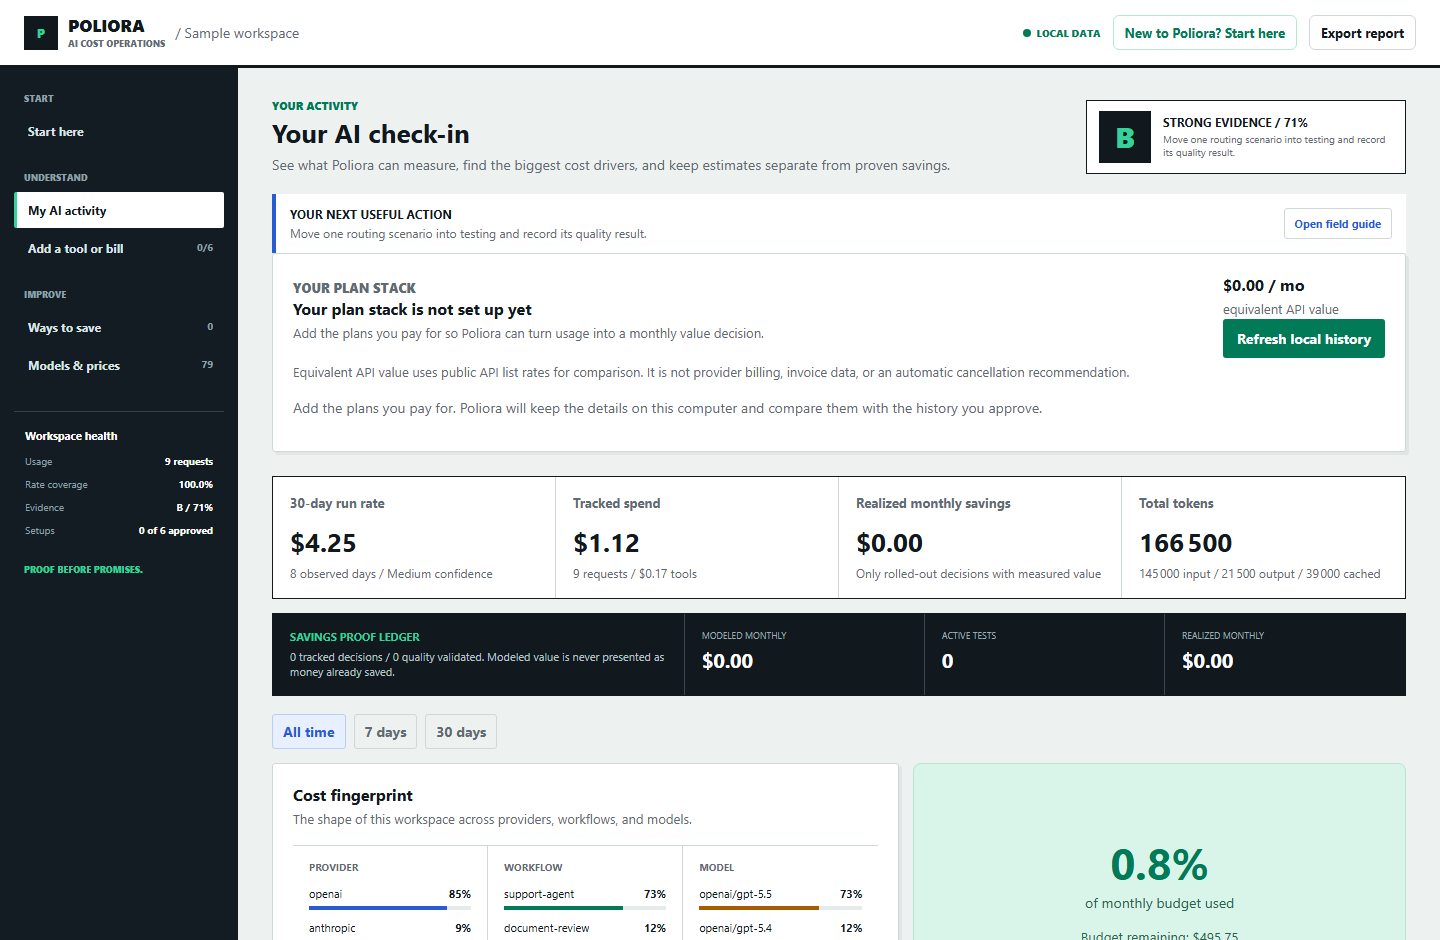 P
POLIORA
AI COST OPERATIONS
/ Sample workspace
LOCAL DATA
New to Poliora? Start here
Export report
START
Start here
UNDERSTAND
My AI activity
Add a tool or bill 0/6
IMPROVE
Ways to save 0
Models & prices 79
Workspace health
Usage 9 requests
Rate coverage 100.0%
Evidence B / 71%
Setups 0 of 6 approved
PROOF BEFORE PROMISES.
YOUR ACTIVITY
Your AI check-in
See what Poliora can measure, find the biggest cost drivers, and keep estimates separate from proven savings.
B
STRONG EVIDENCE / 71%
Move one routing scenario into testing and record
its quality result.
YOUR NEXT USEFUL ACTION
Move one routing scenario into testing and record its quality result.
Open field guide
YOUR PLAN STACK
Your plan stack is not set up yet
Add the plans you pay for so Poliora can turn usage into a monthly value decision.
$0.00 / mo
equivalent API value
Refresh local history
Equivalent API value uses public API list rates for comparison. It is not provider billing, invoice data, or an automatic cancellation recommendation.
Add the plans you pay for. Poliora will keep the details on this computer and compare them with the history you approve.
30-day run rate
$4.25
8 observed days / Medium confidence
Tracked spend
$1.12
9 requests / $0.17 tools
Realized monthly savings
$0.00
Only rolled-out decisions with measured value
Total tokens
166 500
145 000 input / 21 500 output / 39 000 cached
SAVINGS PROOF LEDGER
0 tracked decisions / 0 quality validated. Modeled value is never presented as
money already saved.
MODELED MONTHLY
$0.00
ACTIVE TESTS
0
REALIZED MONTHLY
$0.00
All time
7 days
30 days
Cost fingerprint
The shape of this workspace across providers, workflows, and models.
PROVIDER
openai 85%
anthropic 9%
WORKFLOW
support-agent 73%
document-review 12%
MODEL
openai/gpt-5.5 73%
openai/gpt-5.4 12%
0.8%
of monthly budget used
Budget remaining: $495.75